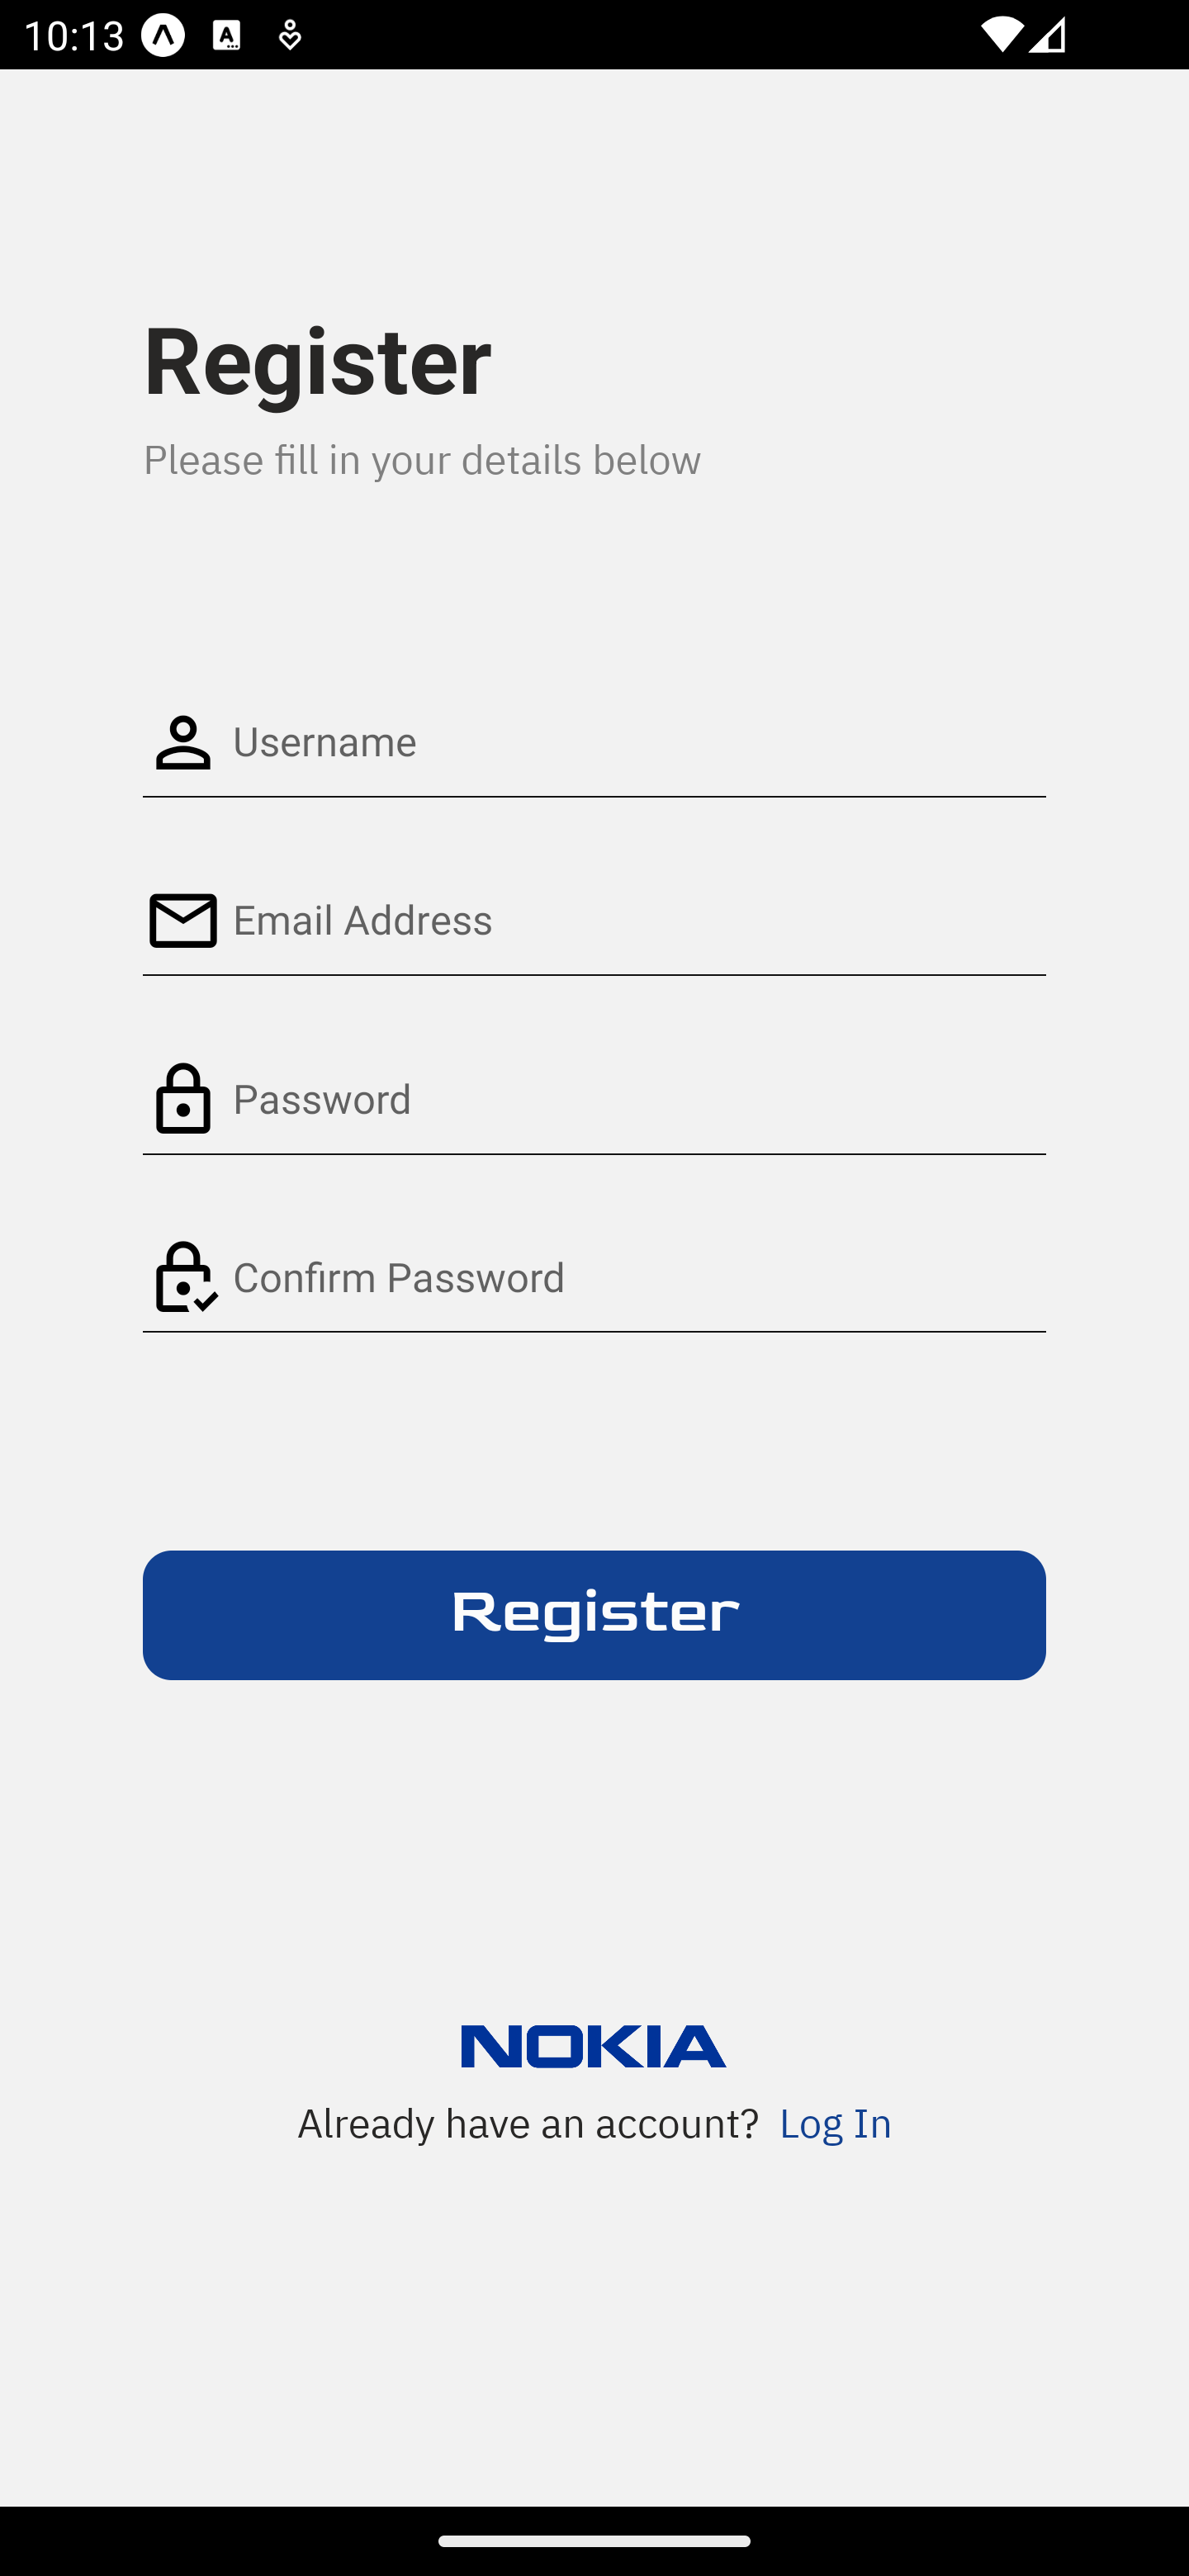 10:13
Register
Please fill in your details below
Username
Email Address
Password
Confirm Password
Register
NOKIA
Already have an account? Log In